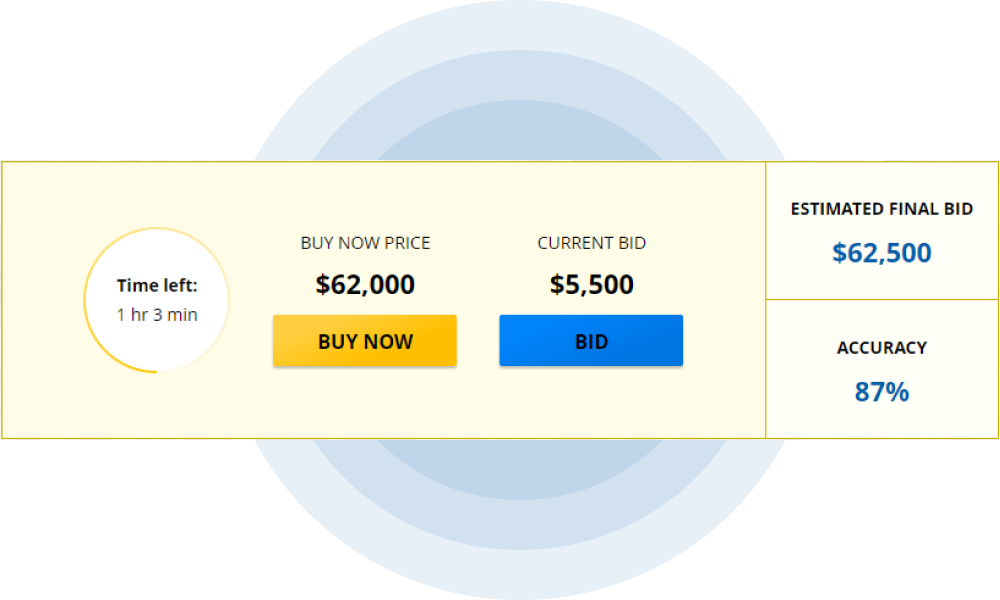 Time left:
1 hr 3 min
BUY NOW PRICE
$62,000
BUY NOW
CURRENT BID
$5,500
BID
ESTIMATED FINAL BID
$62,500
ACCURACY
87%